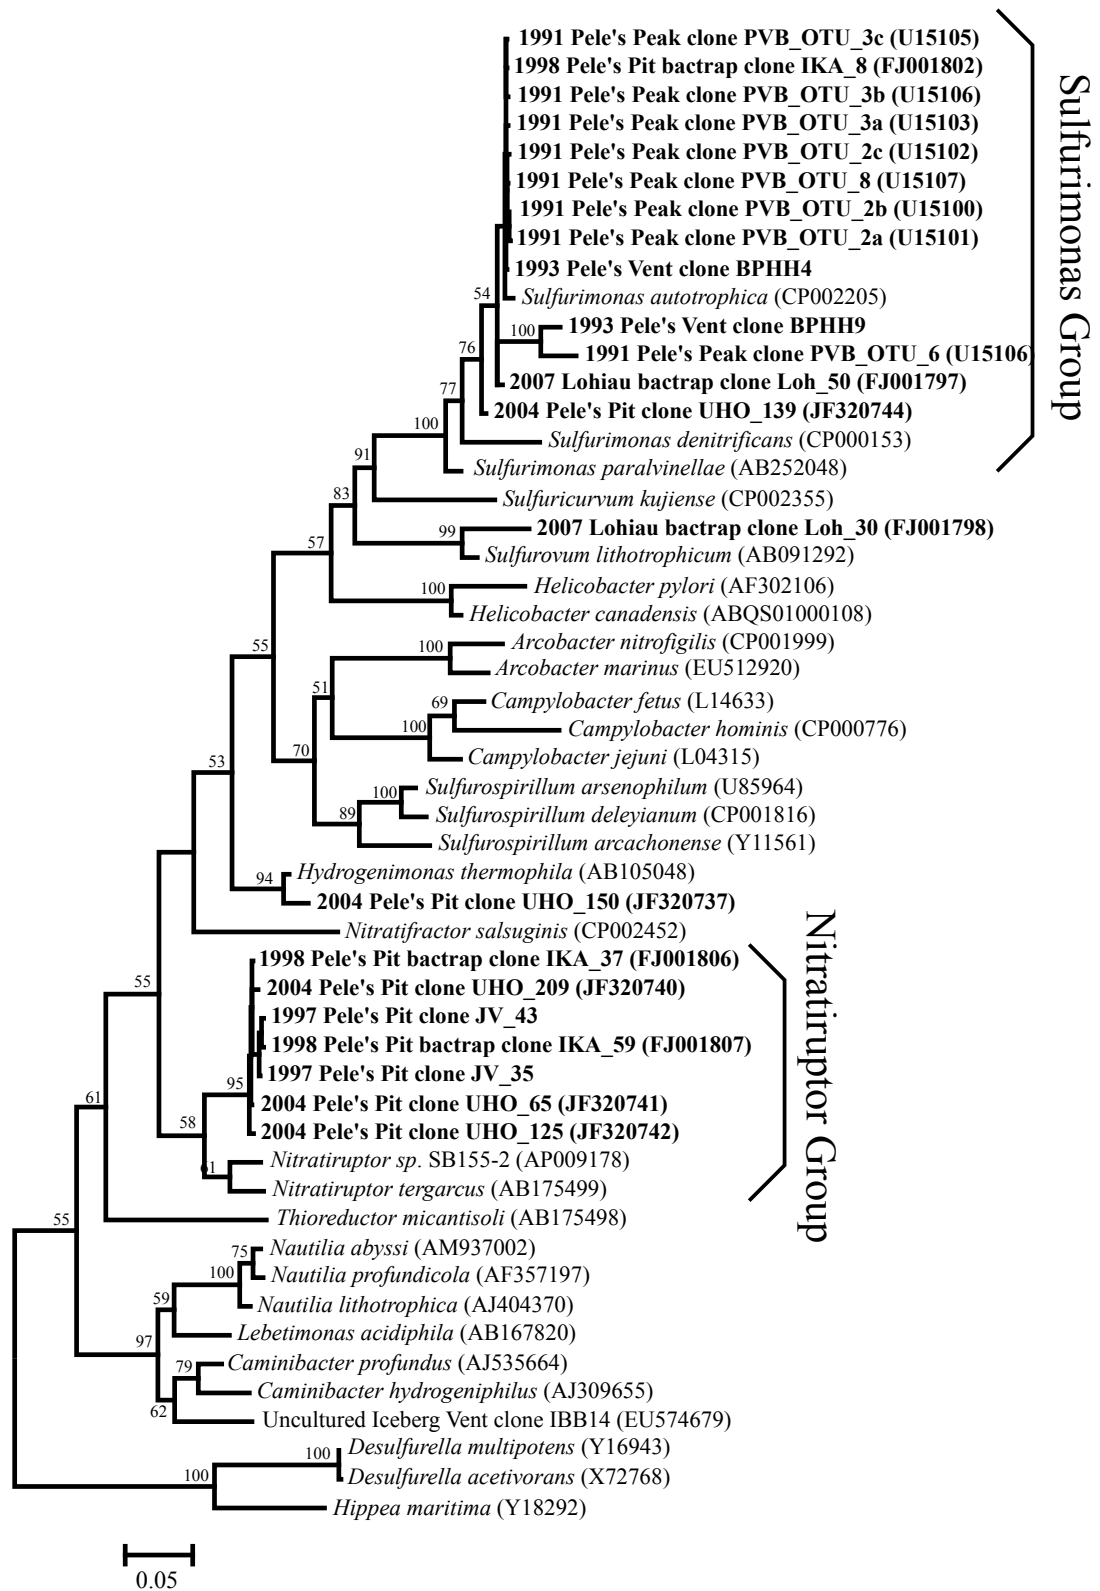 1991 Pele's Peak clone PVB_OTU_3c (U15105)
1998 Pele's Pit bactrap clone IKA_8 (FJ001802)
1991 Pele's Peak clone PVB_OTU_3b (U15106)
1991 Pele's Peak clone PVB_OTU_3a (U15103)
1991 Pele's Peak clone PVB_OTU_2c (U15102)
1991 Pele's Peak clone PVB_OTU_8 (U15107)
1991 Pele's Peak clone PVB_OTU_2b (U15100)
1991 Pele's Peak clone PVB_OTU_2a (U15101)
1993 Pele's Vent clone BPHH4
Sulfurimonas autotrophica (CP002205)
54
1993 Pele's Vent clone BPHH9
100
1991 Pele's Peak clone PVB_OTU_6 (U15106)
76
2007 Lohiau bactrap clone Loh_50 (FJ001797)
77
2004 Pele's Pit clone UHO_139 (JF320744)
100
Sulfurimonas denitrificans (CP000153)
91
Sulfurimonas paralvinellae (AB252048)
Sulfurimonas Group
83
Sulfuricurvum kujiense (CP002355)
99
2007 Lohiau bactrap clone Loh_30 (FJ001798)
57
Sulfurovum lithotrophicum (AB091292)
100
Helicobacter pylori (AF302106)
Helicobacter canadensis (ABQS01000108)
55
100
Arcobacter nitrofigilis (CP001999)
Arcobacter marinus (EU512920)
51
69
Campylobacter fetus (L14633)
100
Campylobacter hominis (CP000776)
70
Campylobacter jejuni (L04315)
53
100
Sulfurospirillum arsenophilum (U85964)
89
Sulfurospirillum deleyianum (CP001816)
Sulfurospirillum arcachonense (Y11561)
94
Hydrogenimonas thermophila (AB105048)
2004 Pele's Pit clone UHO_150 (JF320737)
Nitratifractor salsuginis (CP002452)
55
1998 Pele's Pit bactrap clone IKA_37 (FJ001806)
2004 Pele's Pit clone UHO_209 (JF320740)
1997 Pele's Pit clone JV_43
1998 Pele's Pit bactrap clone IKA_59 (FJ001807)
1997 Pele's Pit clone JV_35
95
2004 Pele's Pit clone UHO_65 (JF320741)
61
58
2004 Pele's Pit clone UHO_125 (JF320742)
61
Nitratiruptor sp. SB155-2 (AP009178)
Nitratiruptor tergarcus (AB175499)
Nitratiruptor Group
55
Thioreductor micantisoli (AB175498)
75
Nautilia abyssi (AM937002)
100
Nautilia profundicola (AF357197)
59
Nautilia lithotrophica (AJ404370)
97
Lebetimonas acidiphila (AB167820)
79
Caminibacter profundus (AJ535664)
62
Caminibacter hydrogeniphilus (AJ309655)
Uncultured Iceberg Vent clone IBB14 (EU574679)
100
Desulfurella multipotens (Y16943)
100
Desulfurella acetivorans (X72768)
Hippea maritima (Y18292)
0.05